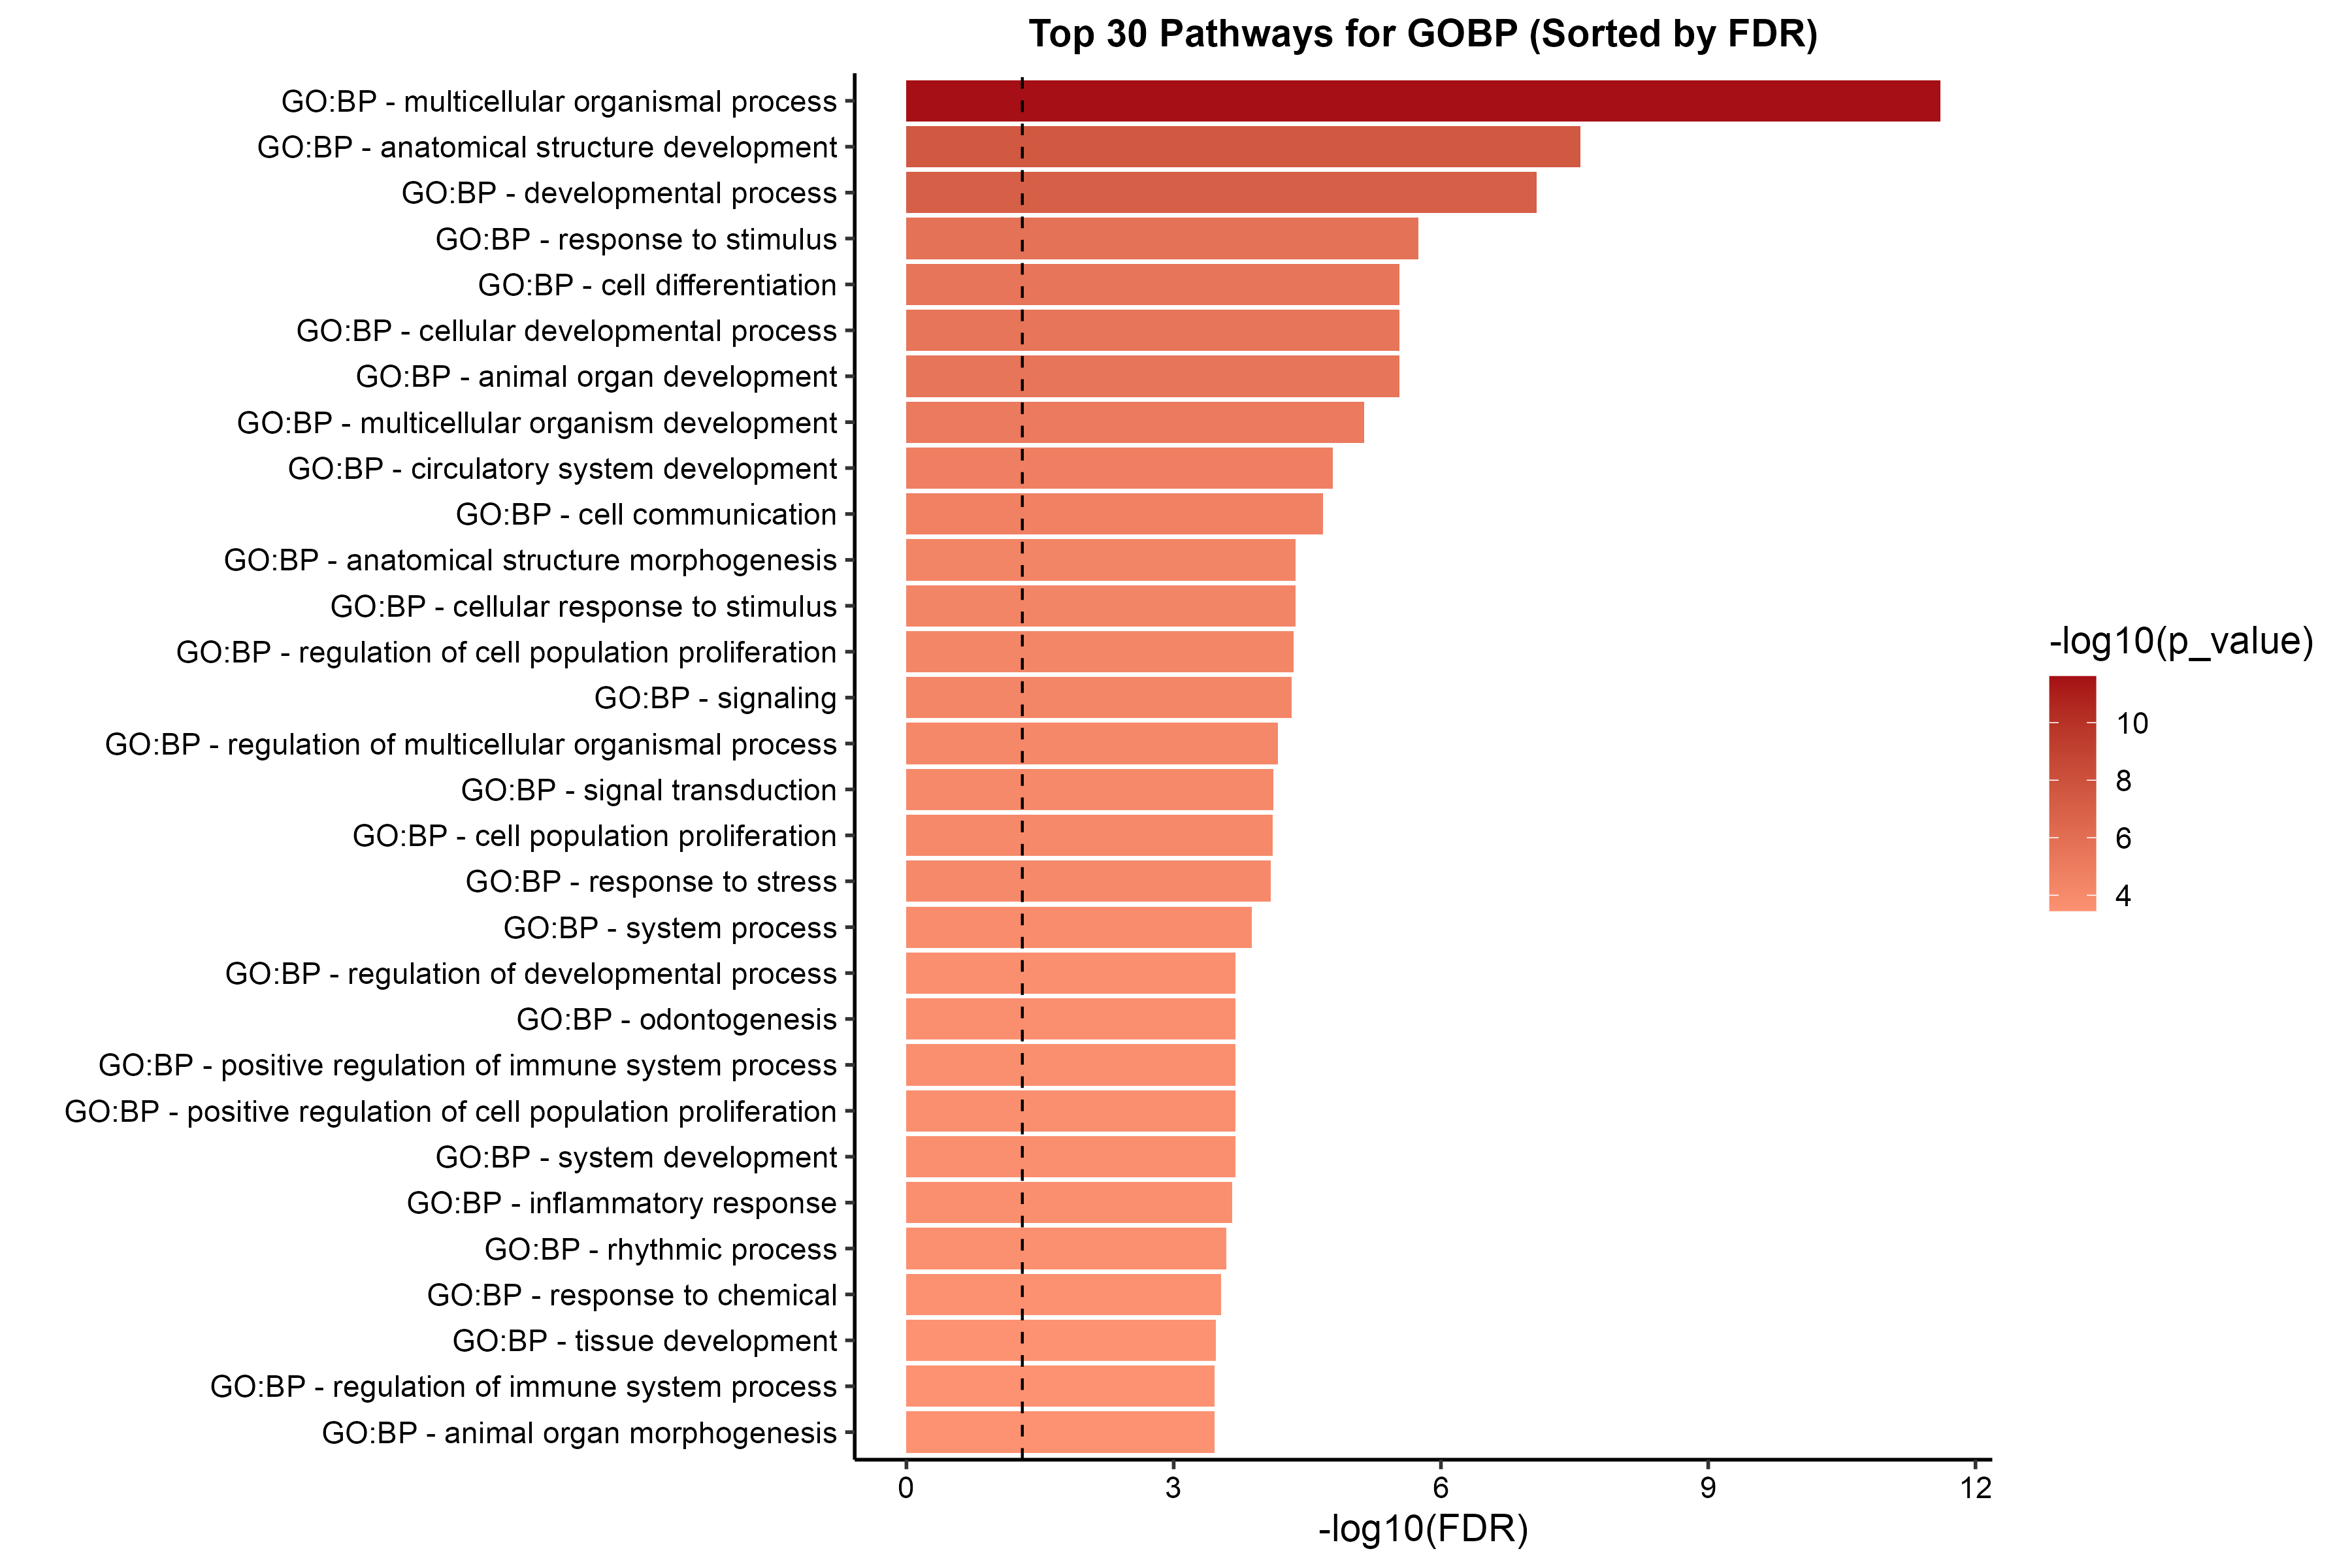 Top 30 Pathways for GOBP (Sorted by FDR)
GO:BP - multicellular organismal process
GO:BP - anatomical structure development
GO:BP - developmental process
GO:BP - response to stimulus
GO:BP - cell differentiation
GO:BP - cellular developmental process
GO:BP - animal organ development
GO:BP - multicellular organism development
GO:BP - circulatory system development
GO:BP - cell communication
GO:BP - anatomical structure morphogenesis
GO:BP - cellular response to stimulus
GO:BP - regulation of cell population proliferation
GO:BP - signaling
GO:BP - regulation of multicellular organismal process
GO:BP - signal transduction
GO:BP - cell population proliferation
GO:BP - response to stress
GO:BP - system process
GO:BP - regulation of developmental process
GO:BP - odontogenesis
GO:BP - positive regulation of immune system process
GO:BP - positive regulation of cell population proliferation
GO:BP - system development
GO:BP - inflammatory response
GO:BP - rhythmic process
GO:BP - response to chemical
GO:BP - tissue development
GO:BP - regulation of immune system process
GO:BP - animal organ morphogenesis
0 3 6 9 12
-log10(FDR)
-log10(p_value)
10
8
6
4